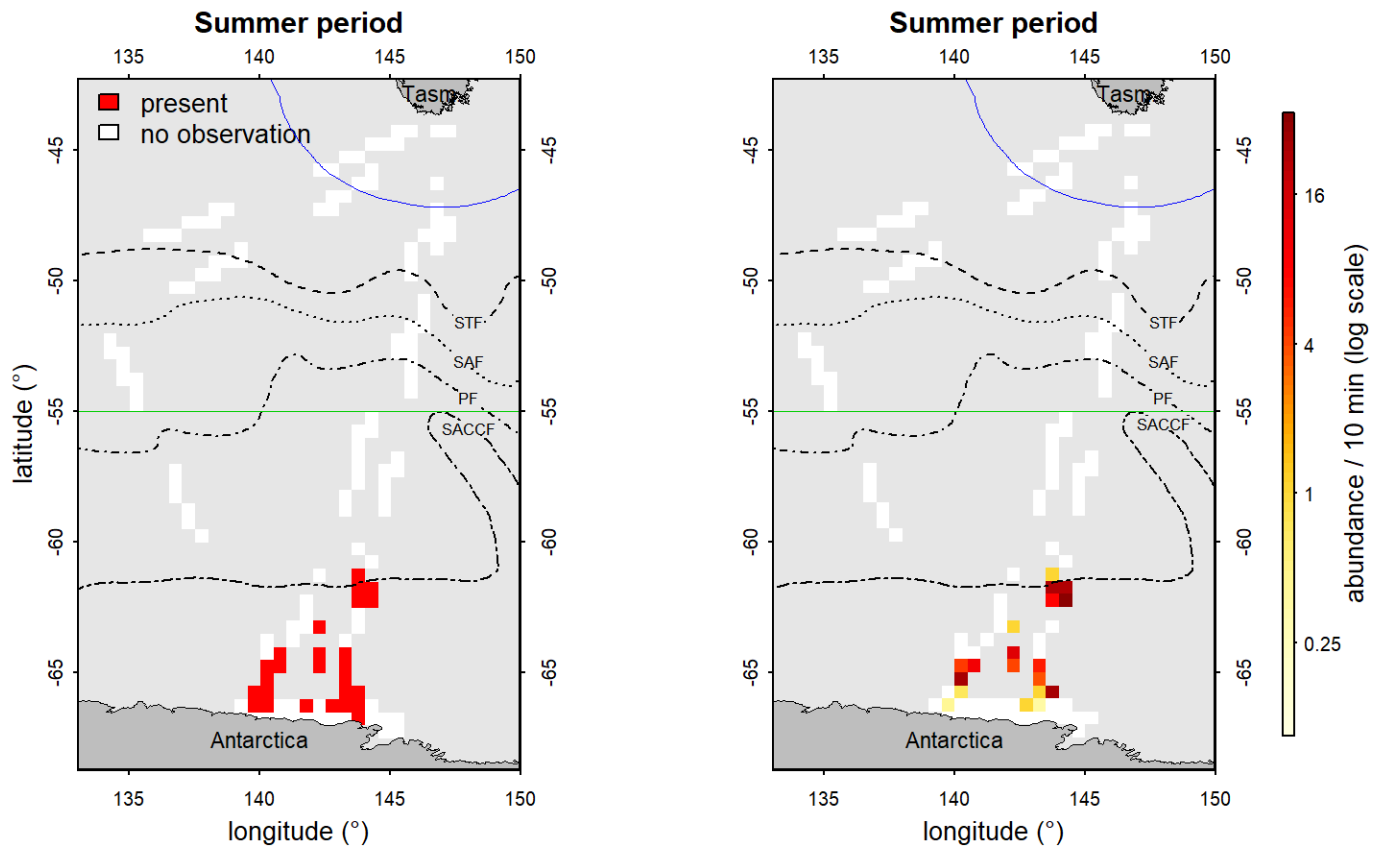 Summer period
135 140 145 150
present
no observation
Tasm
-45 -45
-50 -50
STF
SAF
PF
-55 -55
SACCF
-60 -60
-65 -65
Antarctica
135 140 145 150
longitude (°)
latitude (°)
Summer period
135 140 145 150
Tasm
-45 -45
-50 -50
STF
SAF
PF
-55 -55
SACCF
-60 -60
-65 -65
Antarctica
135 140 145 150
longitude (°)
16
4
1
0.25
abundance / 10 min (log scale)